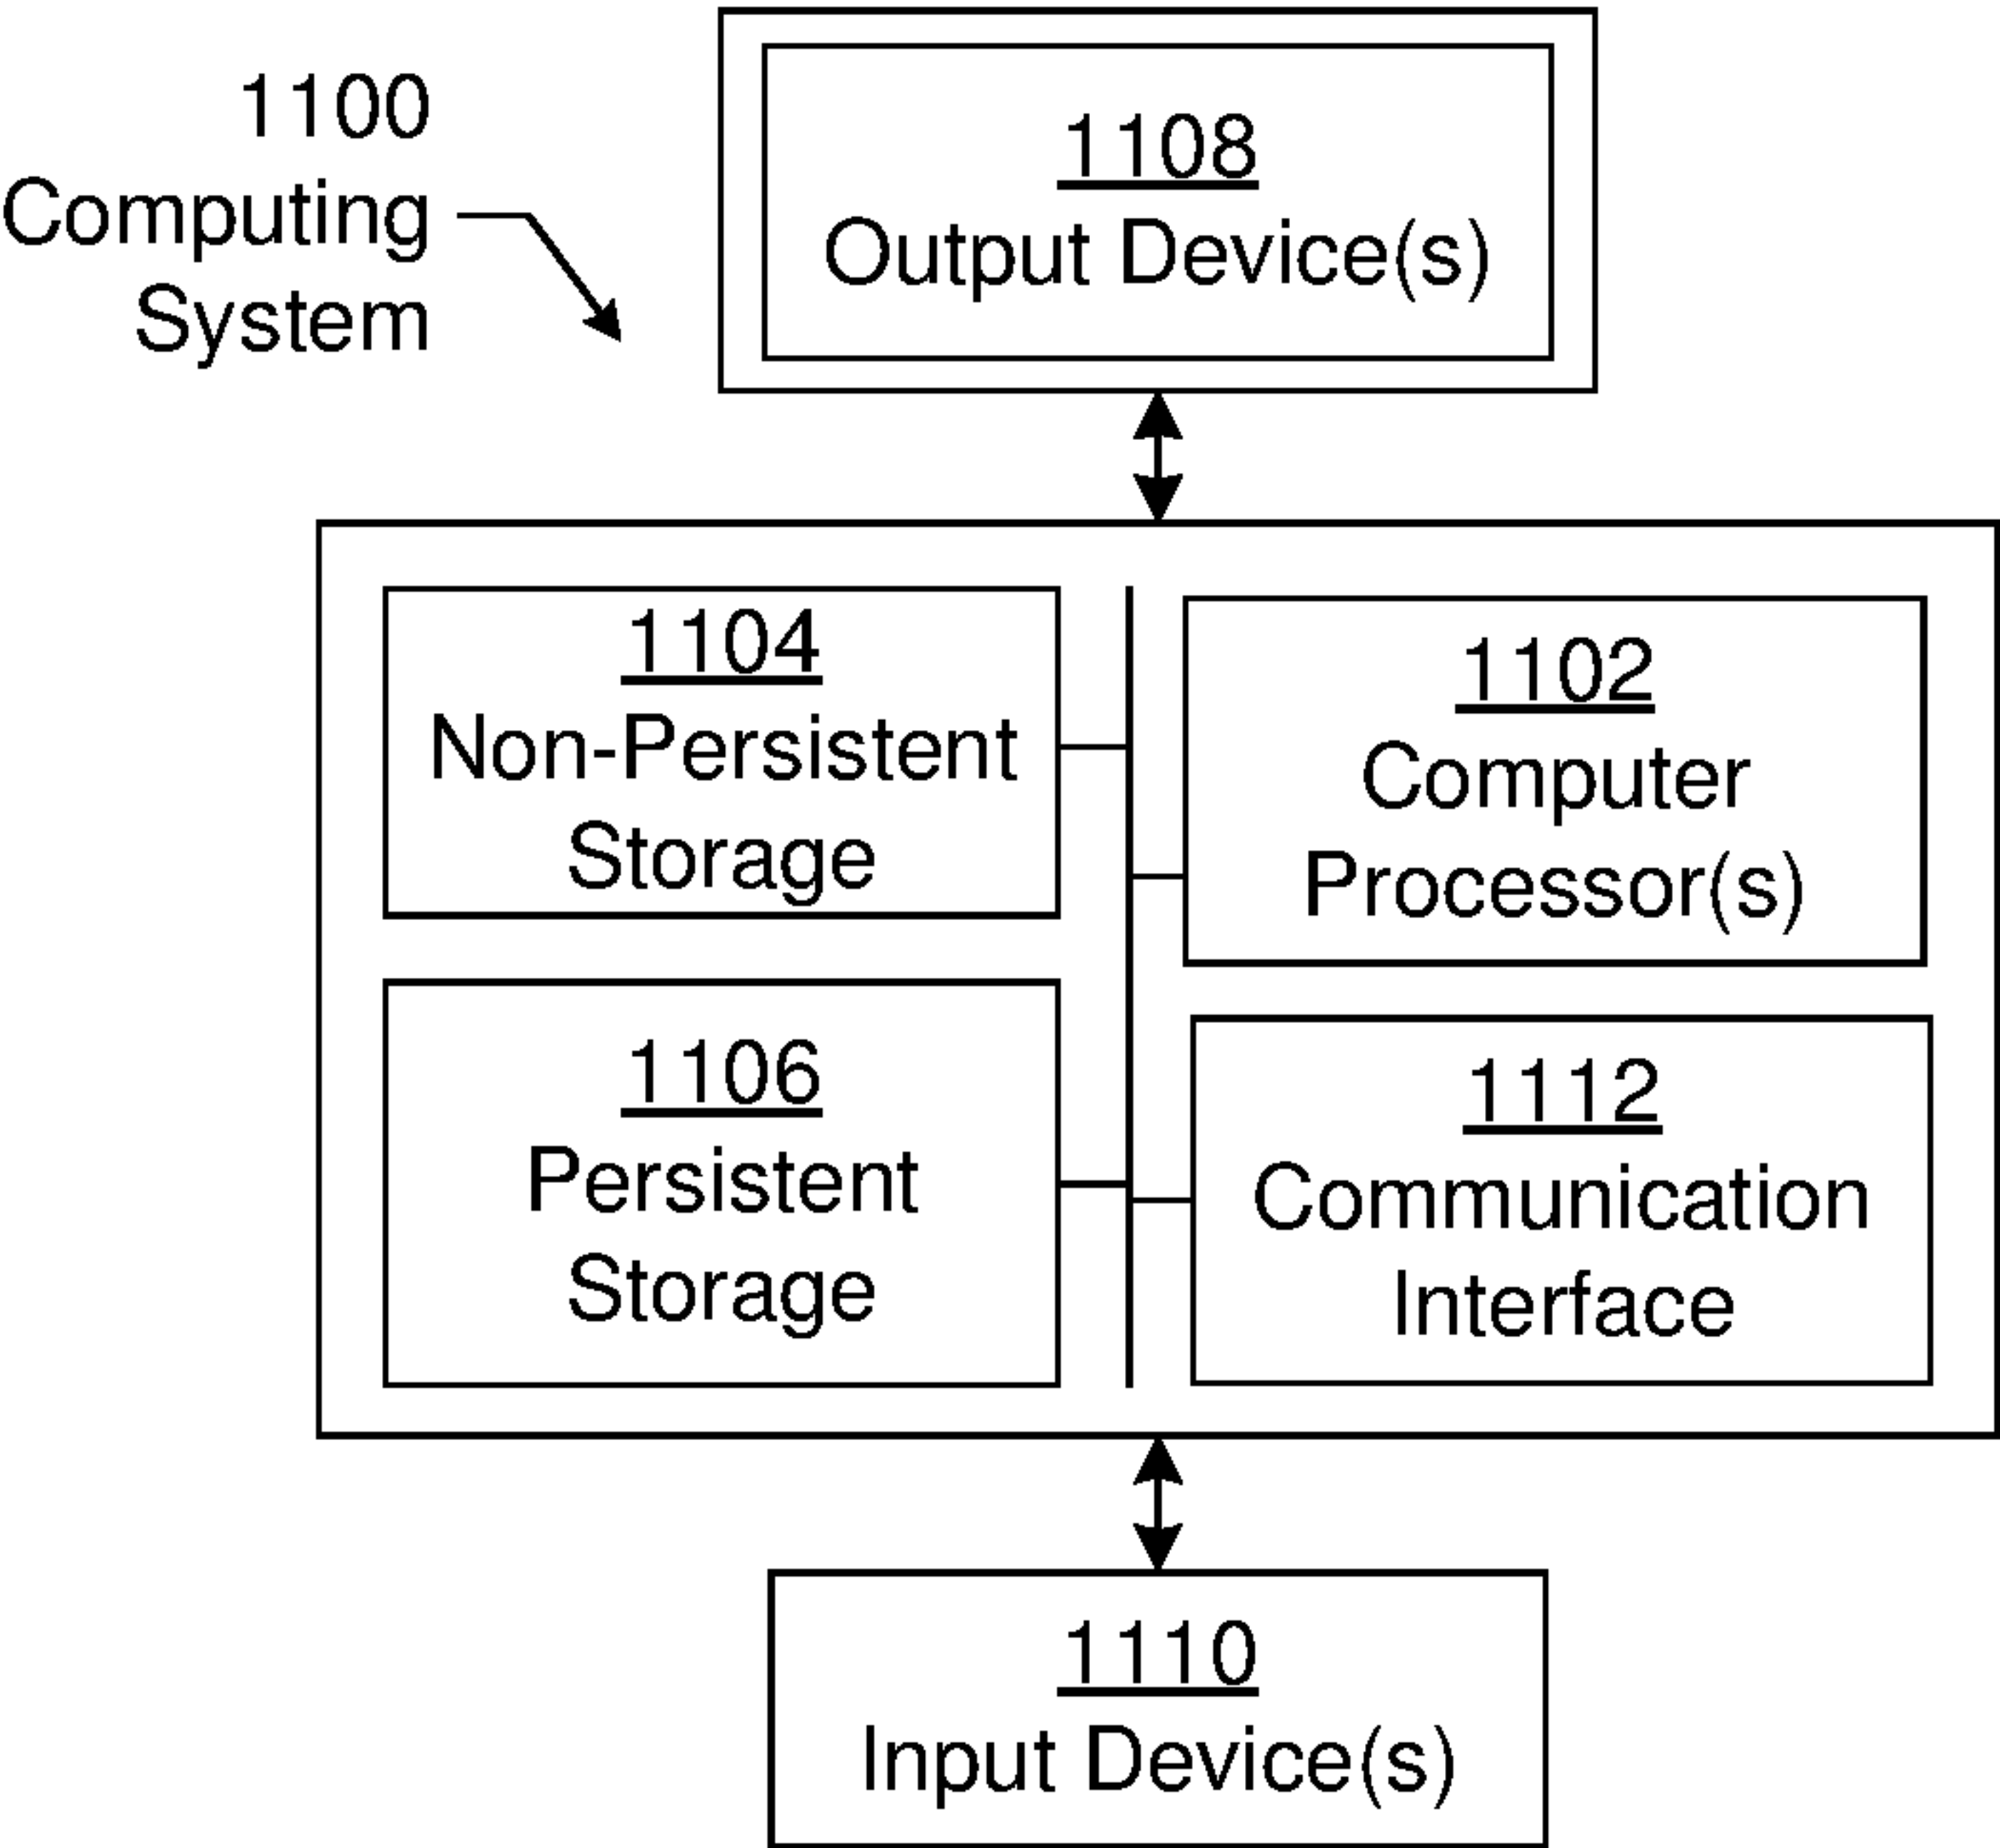 1100
Computing
System
1108
Output Device(s)
1104
Non-Persistent
Storage
1102
Computer
Processor(s)
1106
Persistent
Storage
1112
Communication
Interface
1110
Input Device(s)